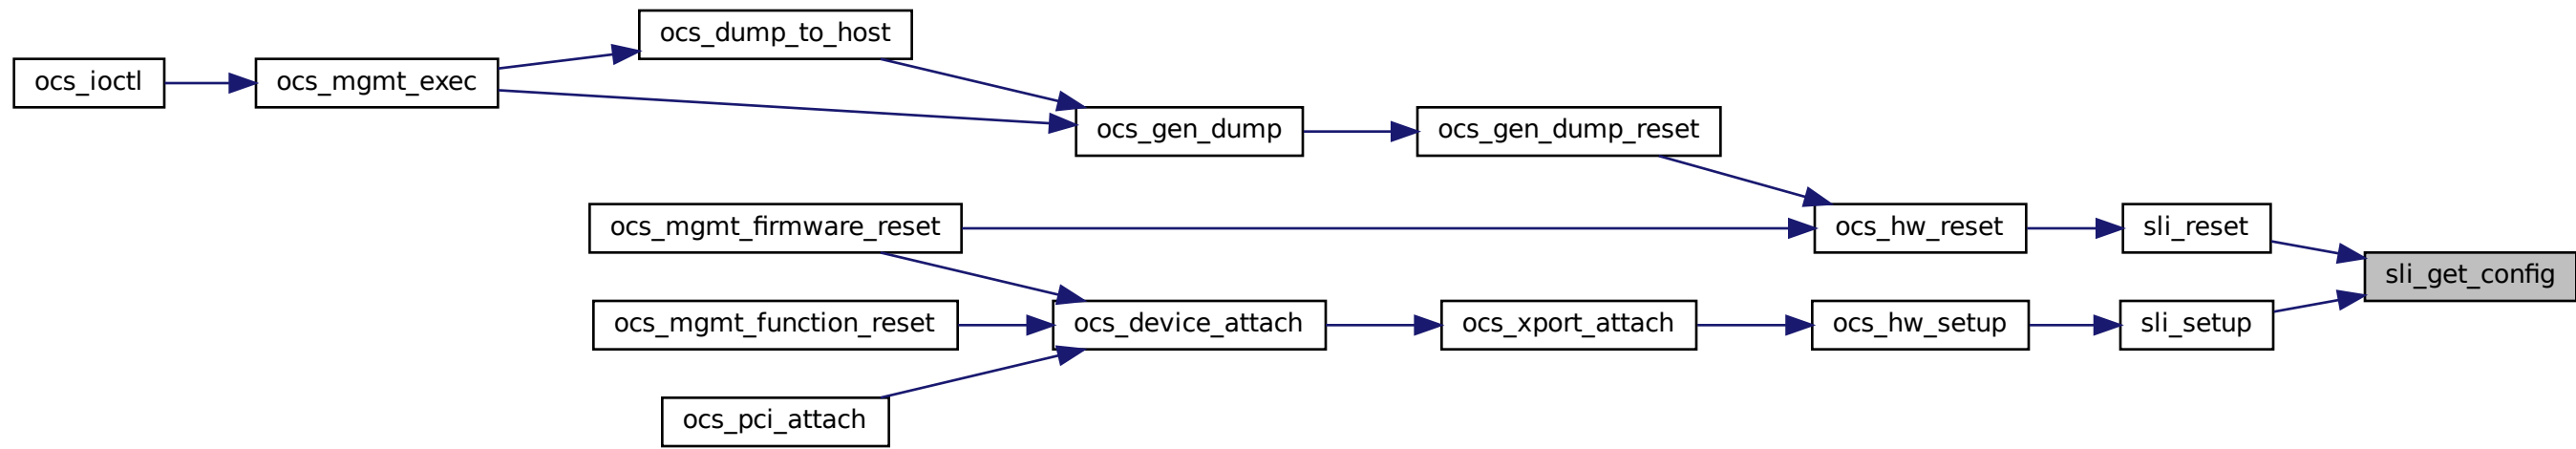 ocs_dump_to_host
ocs_ioctl
ocs_mgmt_exec
ocs_gen_dump
ocs_gen_dump_reset
ocs_mgmt_firmware_reset
ocs_hw_reset
sli_reset
sli_get_config
ocs_mgmt_function_reset
ocs_device_attach
ocs_xport_attach
ocs_hw_setup
sli_setup
ocs_pci_attach